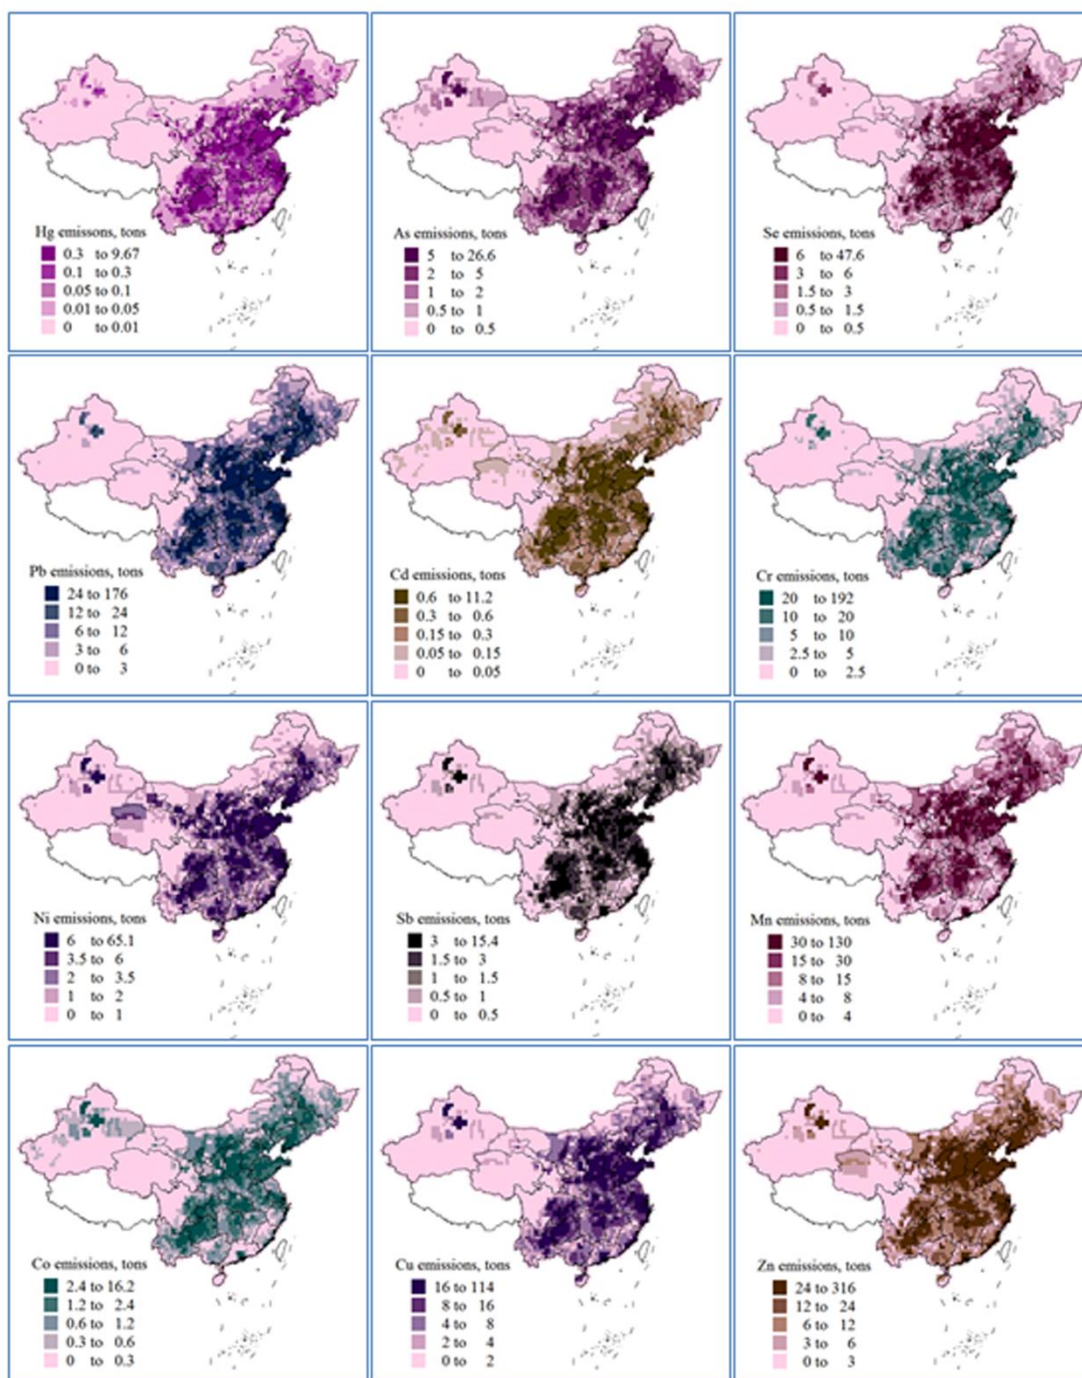 Hg emissons, tons
0.3 to 9.67
0.1 to 0.3
0.05 to 0.1
0.01 to 0.05
0 to 0.01
As emissions, tons
5 to 26.6
2 to 5
1 to 2
0.5 to 1
0 to 0.5
Se emissions, tons
6 to 47.6
3 to 6
1.5 to 3
0.5 to 1.5
0 to 0.5
Pb emissions, tons
24 to 176
12 to 24
6 to 12
3 to 6
0 to 3
Cd emissions, tons
0.6 to 11.2
0.3 to 0.6
0.15 to 0.3
0.05 to 0.15
0 to 0.05
Cr emissions, tons
20 to 192
10 to 20
5 to 10
2.5 to 5
0 to 2.5
Ni emissions, tons
6 to 65.1
3.5 to 6
2 to 3.5
1 to 2
0 to 1
Sb emissions, tons
3 to 15.4
1.5 to 3
1 to 1.5
0.5 to 1
0 to 0.5
Mn emissions, tons
30 to 130
15 to 30
8 to 15
4 to 8
0 to 4
Co emissions, tons
2.4 to 16.2
1.2 to 2.4
0.6 to 1.2
0.3 to 0.6
0 to 0.3
Cu emissions, tons
16 to 114
8 to 16
4 to 8
2 to 4
0 to 2
Zn emissions, tons
24 to 316
12 to 24
6 to 12
3 to 6
0 to 3